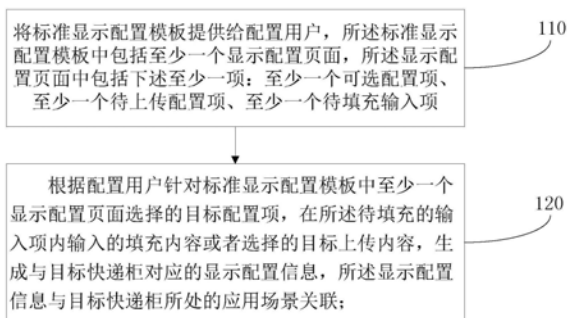 将标准显示配置模板提供给配置用户，所述标准显示
配置模板中包括至少一个显示配置页面，所述显示配
置页面中包括下述至少一项：至少一个可选配置项、
至少一个待上传配置项、至少一个待填充输入项
110
根据配置用户针对标准显示配置模板中至少一个
显示配置页面选择的目标配置项，在所述待填充的输
入项内输入的填充内容或者选择的目标上传内容，生
成与目标快递柜对应的显示配置信息，所述显示配置
信息与目标快递柜所处的应用场景关联；
120